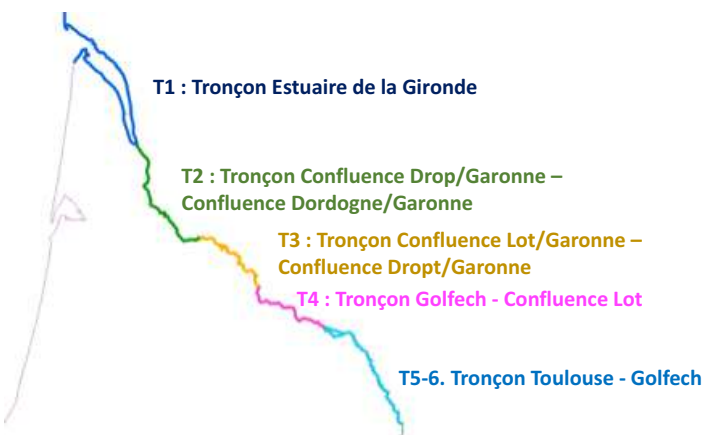 T1 : Tronçon Estuaire de la Gironde
T2 : Tronçon Confluence Drop/Garonne –
Confluence Dordogne/Garonne
T3 : Tronçon Confluence Lot/Garonne –
Confluence Dropt/Garonne
T4 : Tronçon Golfech - Confluence Lot
T5-6. Tronçon Toulouse - Golfech